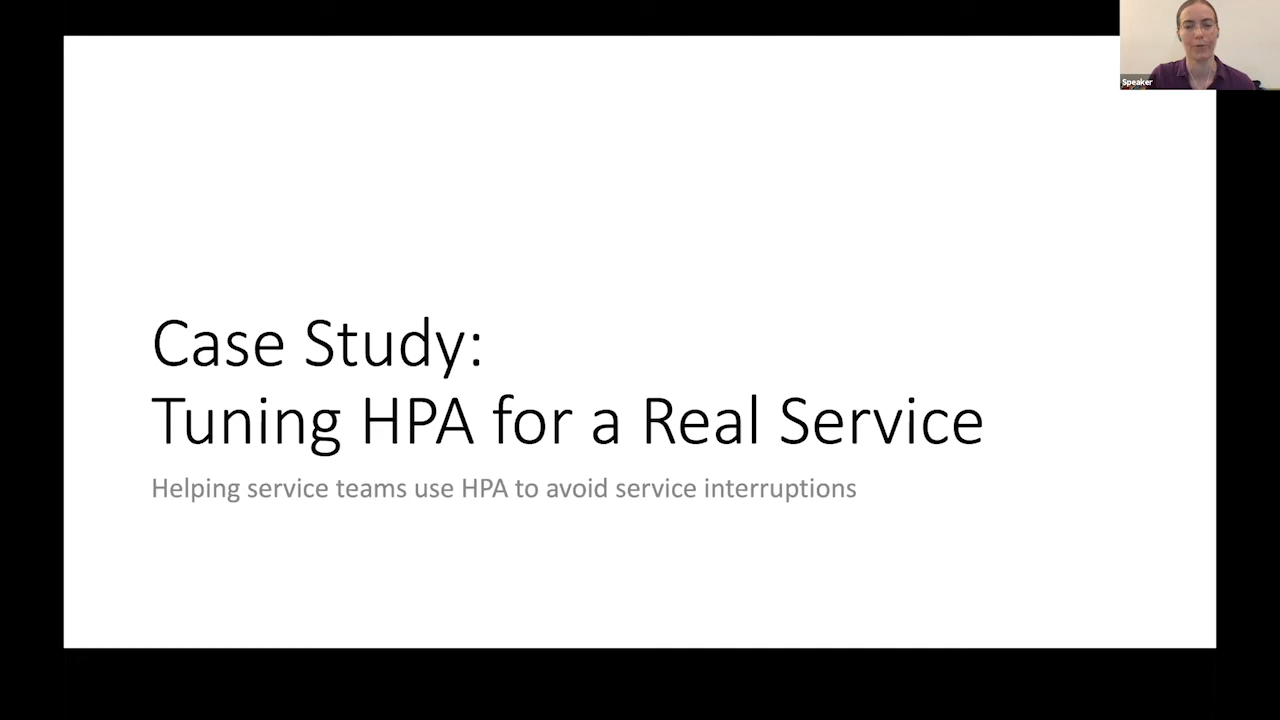 Speaker
Case Study:
Tuning HPA for a Real Service
Helping service teams use HPA to avoid service interruptions